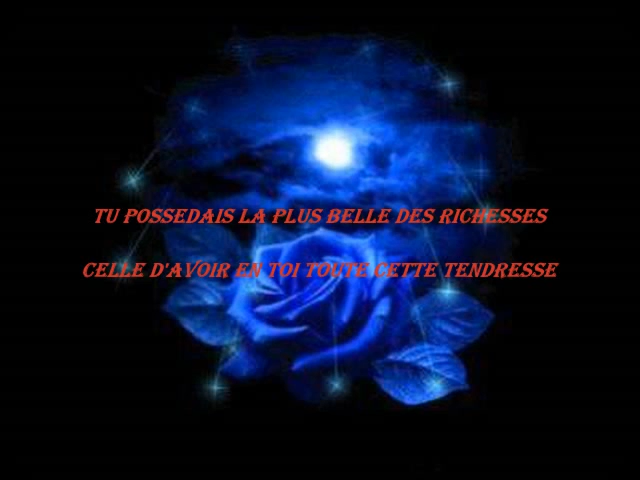 TU POSSEDAIS LA PLUS BELLE DES RICHESSES
CELLE D'AVOIR EN TOI TOUTE CETTE TENDRESSE